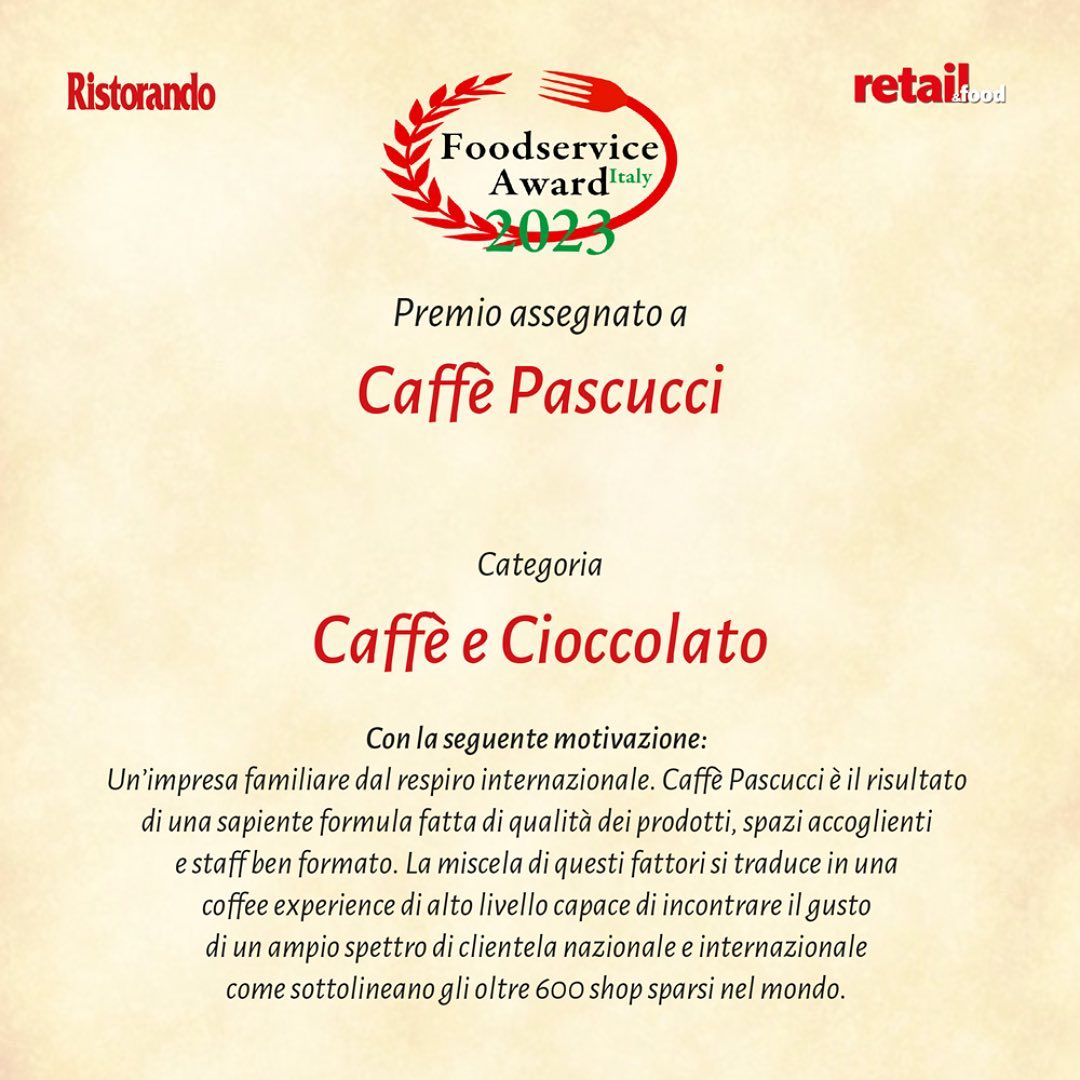 Ristorando
retail
&food
Foodservice
Award Italy
2023
Premio assegnato a
Caffè Pascucci
Categoria
Caffè e Cioccolato
Con la seguente motivazione:
Un’impresa familiare dal respiro internazionale. Caffè Pascucci è il risultato
di una sapiente formula fatta di qualità dei prodotti, spazi accoglienti
e staff ben formato. La miscela di questi fattori si traduce in una
coffee experience di alto livello capace di incontrare il gusto
di un ampio spettro di clientela nazionale e internazionale
come sottolineano gli oltre 600 shop sparsi nel mondo.